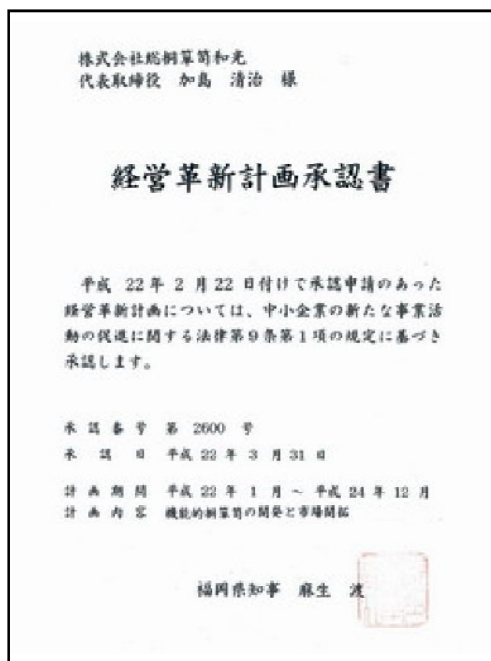 株式会社総桐箪笥和光
代表取締役 加島 清治 様
経営革新計画承認書
平成 22 年 2 月 22 日付けで承認申請のあった
経営革新計画については、中小企業の新たな事業活
動の促進に関する法律第9条第1項の規定に基づき
承認します。
承 認 番 号 第 2600 号
承 認 日 平成 22 年 3 月 31 日
計 画 期 間 平成 22 年 1 月 ~ 平成 24 年 12 月
計 画 内 容 機能的桐箪笥の開発と市場開拓
福岡県知事 麻生 渡